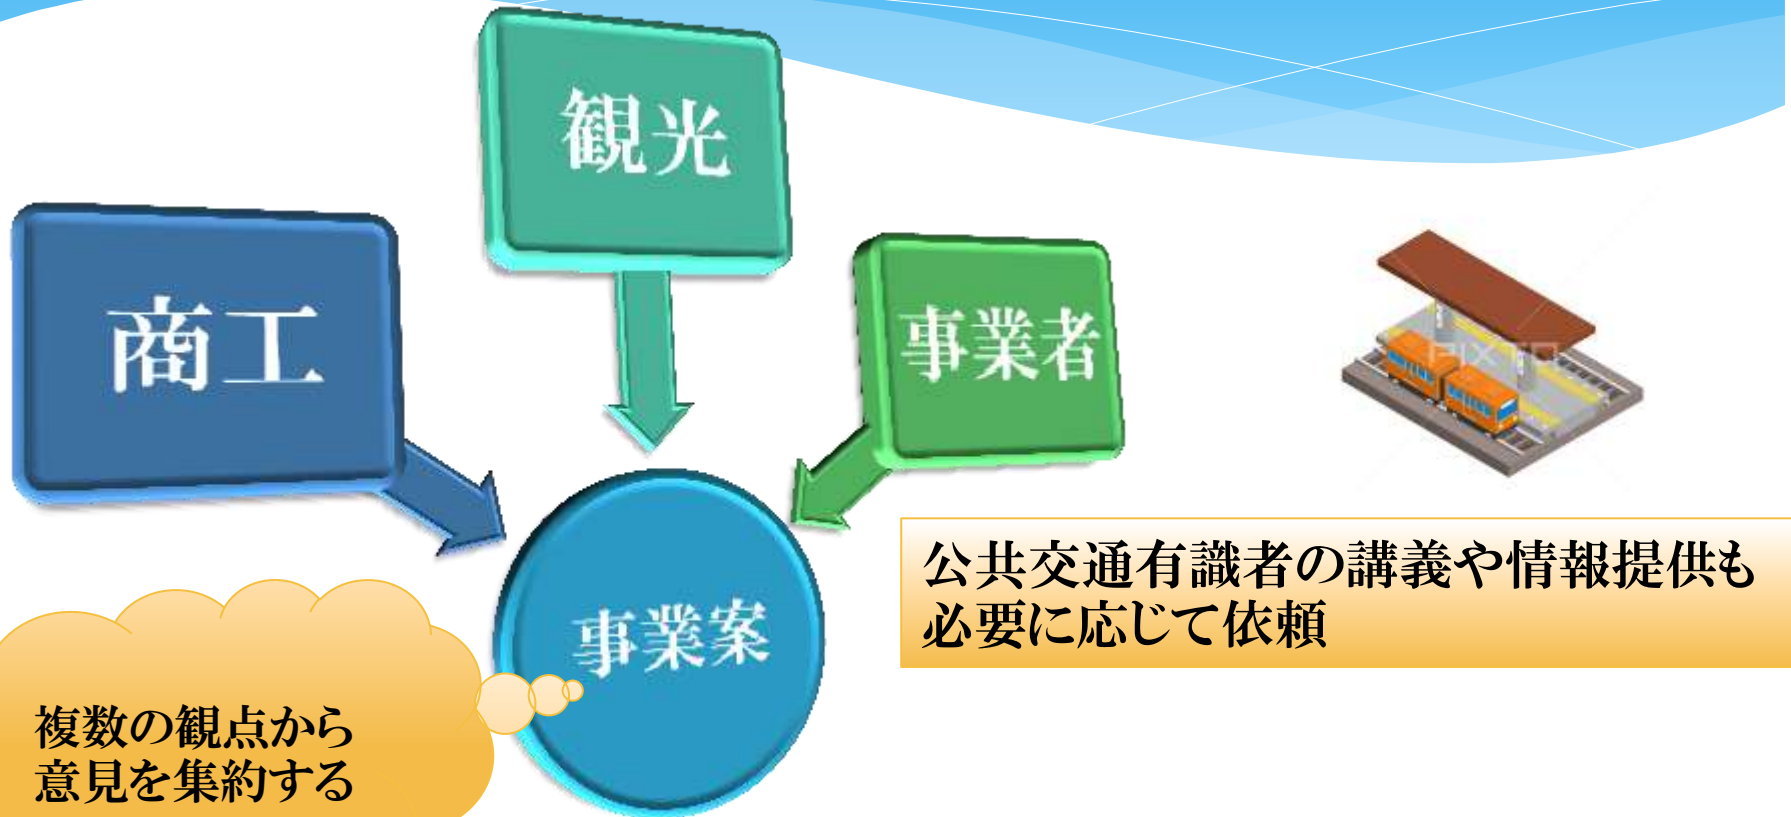 観光
商工
事業者
事業案
公共交通有識者の講義や情報提供も
必要に応じて依頼
複数の観点から
意見を集約する